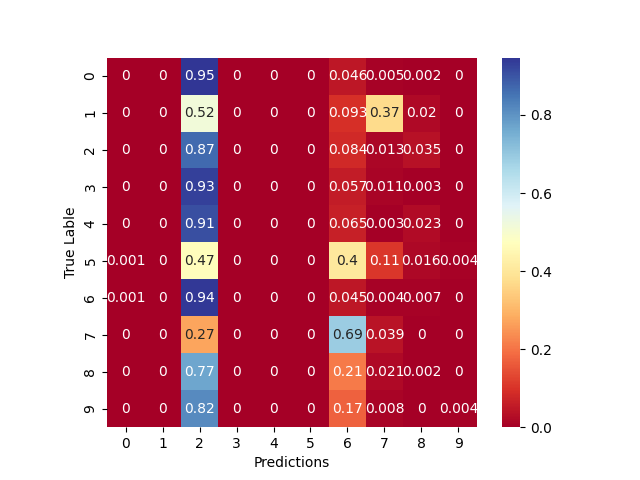 0 0 0 0.95 0 0 0 0.046 0.005 0.002 0
1 0 0 0.52 0 0 0 0.093 0.37 0.02 0
2 0 0 0.87 0 0 0 0.084 0.013 0.035 0
3 0 0 0.93 0 0 0 0.057 0.011 0.003 0
4 0 0 0.91 0 0 0 0.065 0.003 0.023 0
5 0.001 0 0.47 0 0 0 0.4 0.11 0.016 0.004
6 0.001 0 0.94 0 0 0 0.045 0.004 0.007 0
7 0 0 0.27 0 0 0 0.69 0.039 0 0
8 0 0 0.77 0 0 0 0.21 0.021 0.002 0
9 0 0 0.82 0 0 0 0.17 0.008 0 0.004
0 1 2 3 4 5 6 7 8 9
Predictions
True Lable
0.8
0.6
0.4
0.2
0.0